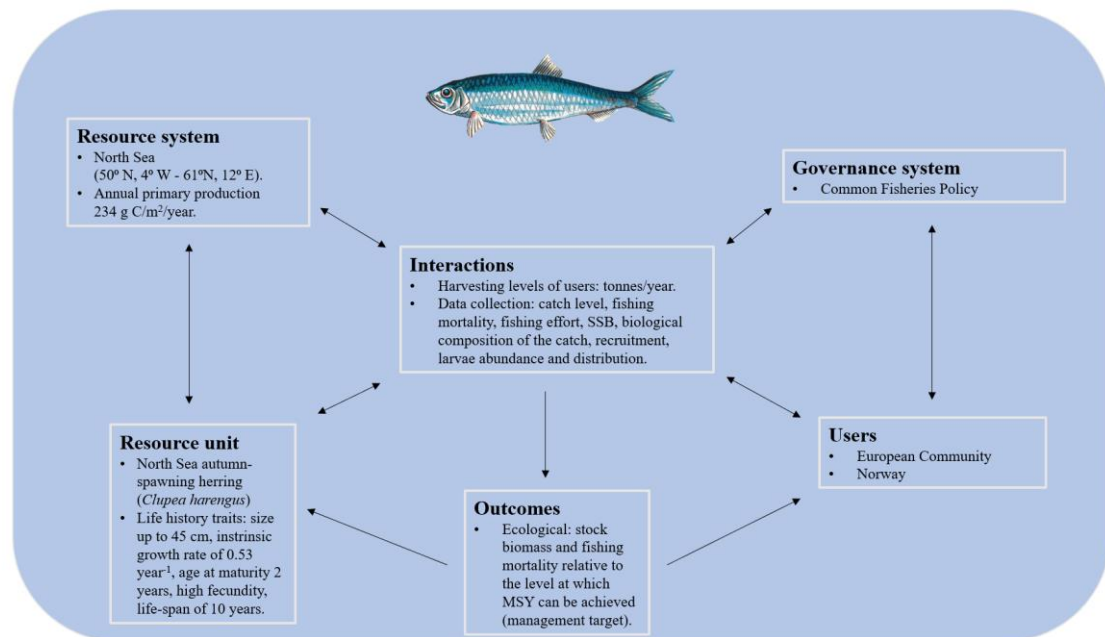 Resource system
• North Sea
(50º N, 4º W - 61ºN, 12º E).
• Annual primary production
234 g C/m²/year.
Governance system
• Common Fisheries Policy
Interactions
• Harvesting levels of users: tonnes/year.
• Data collection: catch level, fishing
mortality, fishing effort, SSB, biological
composition of the catch, recruitment,
larvae abundance and distribution.
Resource unit
• North Sea autumn-
spawning herring
(Clupea harengus)
• Life history traits: size
up to 45 cm, instrinsic
growth rate of 0.53
year⁻¹, age at maturity 2
years, high fecundity,
life-span of 10 years.
Outcomes
• Ecological: stock
biomass and fishing
mortality relative to
the level at which
MSY can be achieved
(management target).
Users
• European Community
• Norway